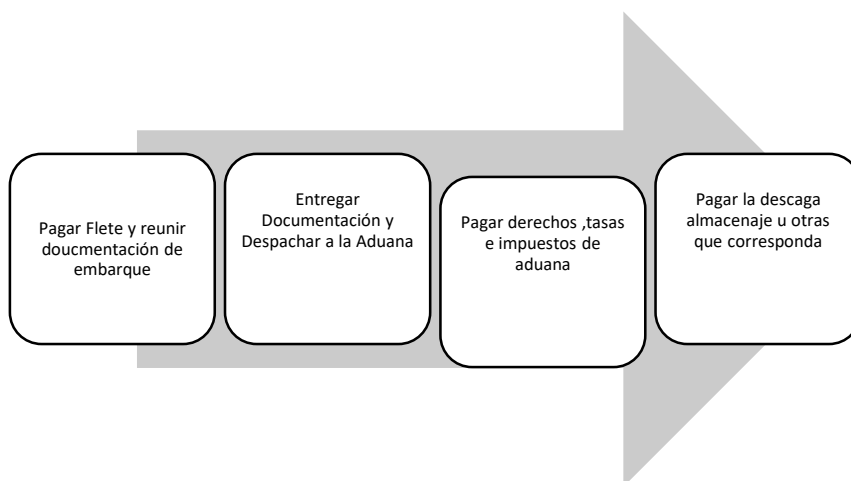 Pagar Flete y reunir
doucmentación de
embarque
Entregar
Documentación y
Despachar a la Aduana
Pagar derechos ,tasas
e impuestos de
aduana
Pagar la descaga
almacenaje u otras
que corresponda